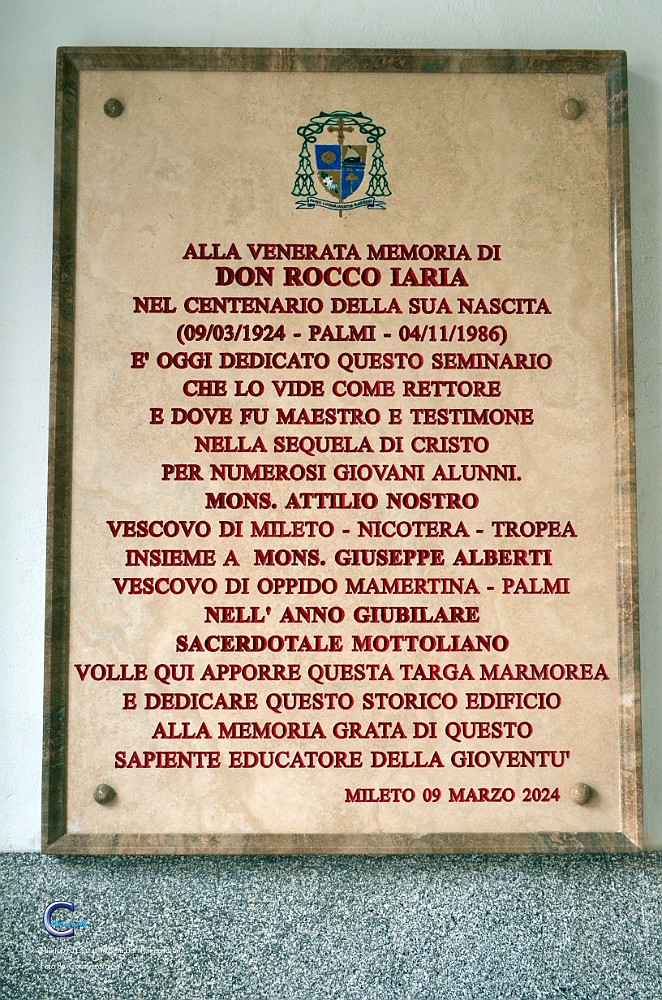 ALLA VENERATA MEMORIA DI
DON ROCCO IARIA
NEL CENTENARIO DELLA SUA NASCITA
(09/03/1924 - PALMI - 04/11/1986)
E' OGGI DEDICATO QUESTO SEMINARIO
CHE LO VIDE COME RETTORE
E DOVE FU MAESTRO E TESTIMONE
NELLA SEQUELA DI CRISTO
PER NUMEROSI GIOVANI ALUNNI.
MONS. ATTILIO NOSTRO
VESCOVO DI MILETO - NICOTERA - TROPEA
INSIEME A MONS. GIUSEPPE ALBERTI
VESCOVO DI OPPIDO MAMERTINA - PALMI
NELL' ANNO GIUBILARE
SACERDOTALE MOTTOLIANO
VOLLE QUI APPORRE QUESTA TARGA MARMOREA
E DEDICARE QUESTO STORICO EDIFICIO
ALLA MEMORIA GRATA DI QUESTO
SAPIENTE EDUCATORE DELLA GIOVENTU'
MILETO 09 MARZO 2024